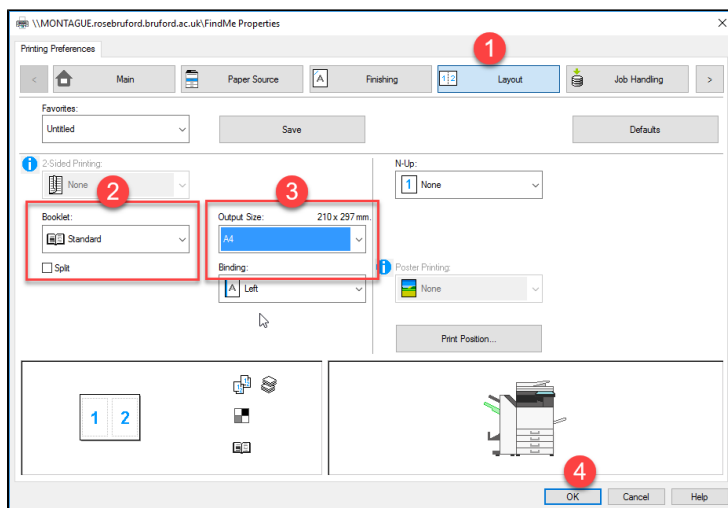 \\MONTAGUE.rosebruford.bruford.ac.uk\FindMe Properties
Printing Preferences
1
< Main Paper Source Finishing Layout Job Handling >
Favorites:
Untitled Save Defaults
2-Sided Printing: N-Up:
None 2 3 1 None
Booklet: Output Size: 210 x 297 mm.
Standard A4
Split Binding: Poster Printing:
A Left None
Print Position...
1 2
4
OK Cancel Help